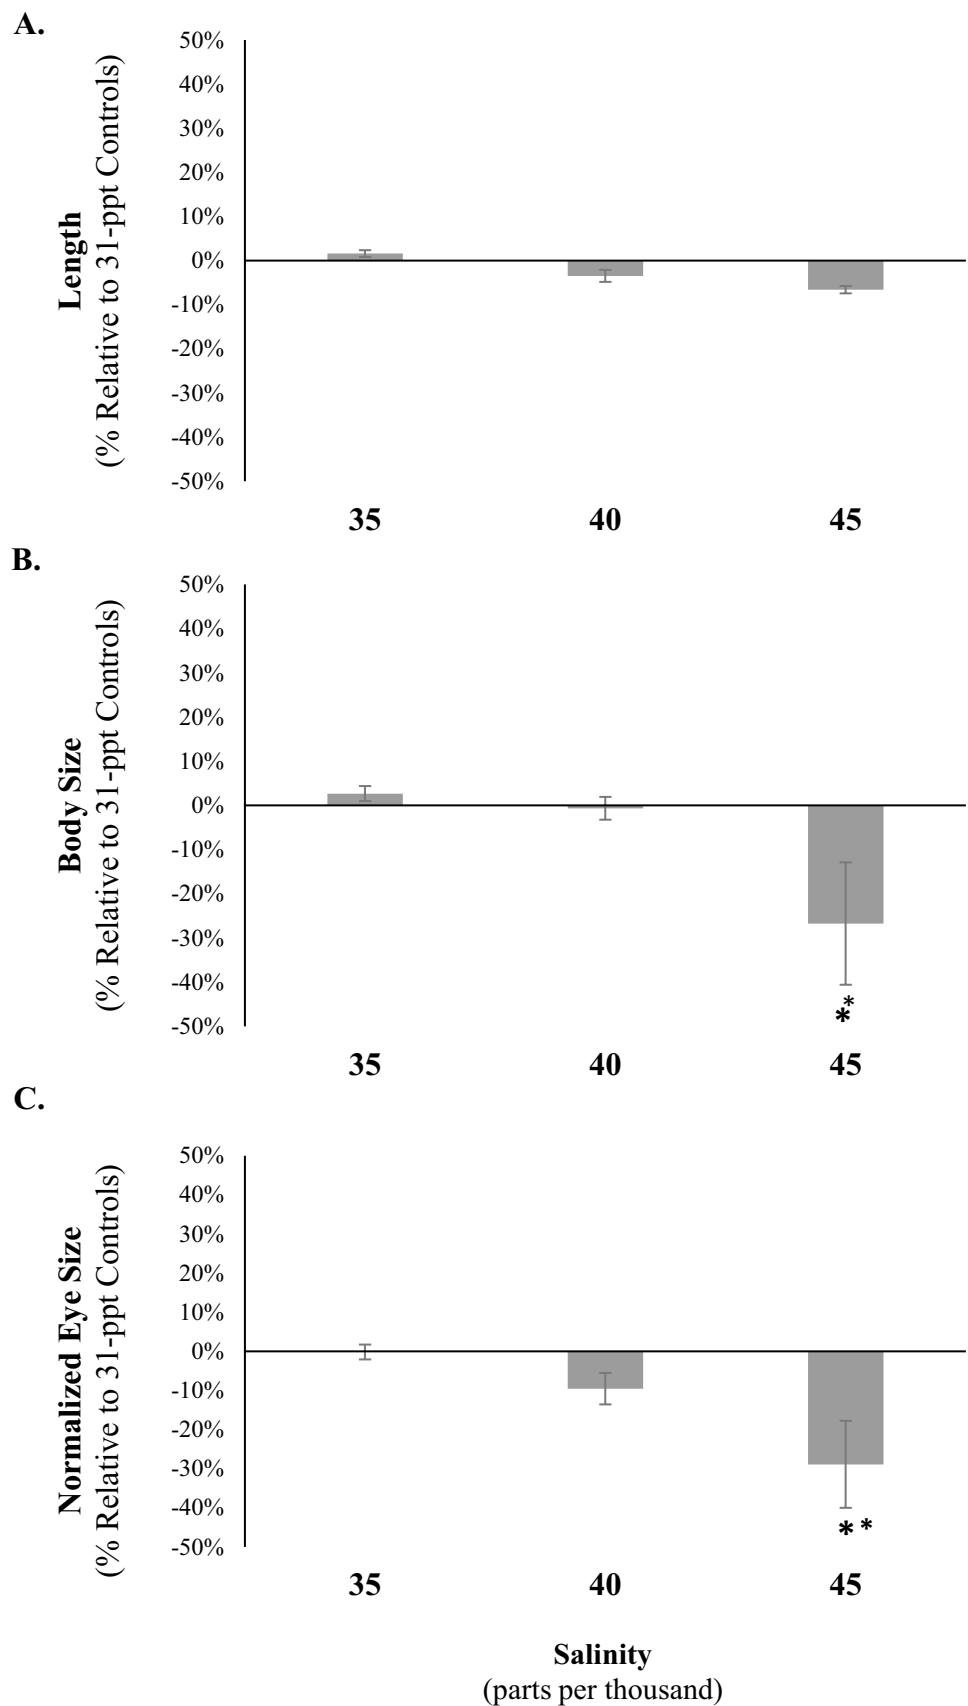 A.
Length
(% Relative to 31-ppt Controls)
50%
40%
30%
20%
10%
0%
-10%
-20%
-30%
-40%
-50%
35 40 45
B.
Body Size
(% Relative to 31-ppt Controls)
50%
40%
30%
20%
10%
0%
-10%
-20%
-30%
-40%
-50%
*
*
35 40 45
C.
Normalized Eye Size
(% Relative to 31-ppt Controls)
50%
40%
30%
20%
10%
0%
-10%
-20%
-30%
-40%
-50%
* *
35 40 45
Salinity
(parts per thousand)